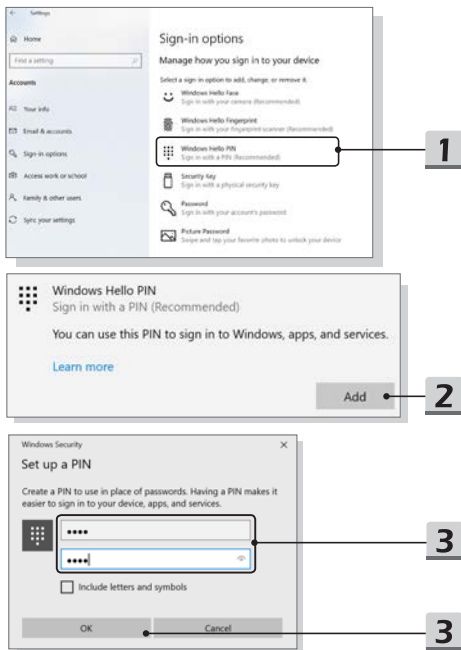 Settings
Home
Find a setting
Accounts
Your info
Email & accounts
Sign-in options
Access work or school
Family & other users
Sync your settings
Sign-in options
Manage how you sign in to your device
Select a sign-in option to add, change, or remove it.
Windows Hello Face
Sign in with your camera (Recommended)
Windows Hello Fingerprint
Sign in with your fingerprint scanner (Recommended)
Windows Hello PIN
Sign in with a PIN (Recommended)
Security Key
Sign in with a physical security key
Password
Sign in with your account's password
Picture Password
Swipe and tap your favorite photo to unlock your device
1
Windows Hello PIN
Sign in with a PIN (Recommended)
You can use this PIN to sign in to Windows, apps, and services.
Learn more
Add
2
Windows Security
Set up a PIN
Create a PIN to use in place of passwords. Having a PIN makes it
easier to sign in to your device, apps, and services.
3
Include letters and symbols
OK Cancel
3